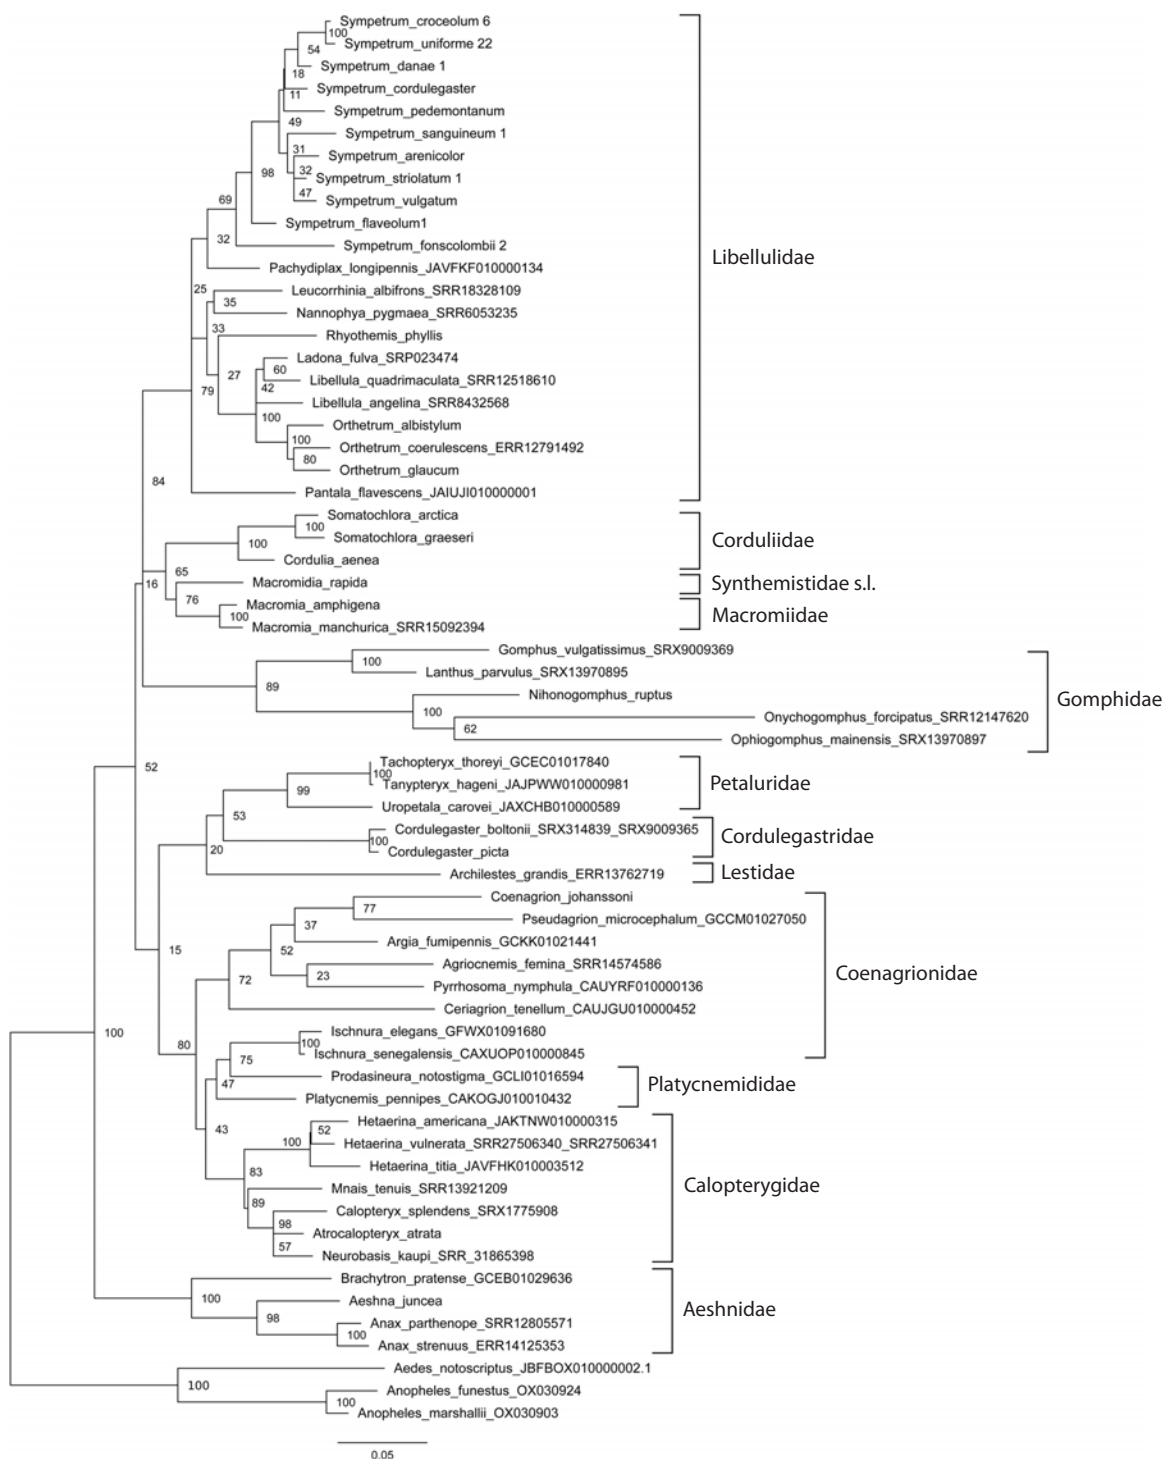 Sympetrum_croceolum 6
100
Sympetrum_uniforme 22
54
Sympetrum_danae 1
18
Sympetrum_cordulegaster
11
Sympetrum_pedemontanum
49
Sympetrum_sanguineum 1
31
Sympetrum_arenicolor
98
32
Sympetrum_striolatum 1
47
Sympetrum_vulgatum
69
Sympetrum_flaveolum1
32
Sympetrum_fonscolombii 2
Libellulidae
Pachydiplax_longipennis_JAVFKF010000134
25
Leucorrhinia_albifrons_SRR18328109
35
Nannophya_pygmaea_SRR6053235
33
Rhyothemis_phyllis
Ladona_fulva_SRP023474
27
60
Libellula_quadrimaculata_SRR12518610
79
42
Libellula_angelina_SRR8432568
100
Orthetrum_albistylum
100
Orthetrum_coerulescens_ERR12791492
80
Orthetrum_glaucum
84
Pantala_flavescens_JAIUJI010000001
Somatochlora_arctica
100
Somatochlora_graeseri
100
Corduliidae
Cordulia_aenea
65
16
Macromidia_rapida
Synthemistidae s.l.
76
Macromia_amphigena
100
Macromiidae
Macromia_manchurica_SRR15092394
Gomphus_vulgatissimus_SRX9009369
100
Lanthus_parvulus_SRX13970895
89
Nihonogomphus_ruptus
Gomphidae
100
Onychogomphus_forcipatus_SRR12147620
62
Ophiogomphus_mainensis_SRX13970897
52
Tachopteryx_thoreyi_GCEC01017840
100
Tanypteryx_hageni_JAJPWW010000981
Petaluridae
99
Uropetala_carovei_JAXCHB010000589
53
Cordulegaster_boltonii_SRX314839_SRX9009365
Cordulegastridae
100
20
Cordulegaster_picta
Archilestes_grandis_ERR13762719
Lestidae
Coenagrion_johanssoni
77
Pseudagrion_microcephalum_GCCM01027050
37
Argia_fumipennis_GCKK01021441
15
52
Agriocnemis_femina_SRR14574586
Coenagrionidae
72
23
Pyrrhosoma_nymphula_CAUYRF010000136
Ceriagrion_tenellum_CAUJGU010000452
100
Ischnura_elegans_GFWX01091680
80
100
Ischnura_senegalensis_CAXUOP010000845
75
Prodasineura_notostigma_GCLI01016594
47
Platycnemididae
Platycnemis_pennipes_CAKOGJ010010432
Hetaerina_americana_JAKTNW010000315
43
52
100
Hetaerina_vulnerata_SRR27506340_SRR27506341
Hetaerina_titia_JAVFHK010003512
83
Mnais_tenuis_SRR13921209
Calopterygidae
89
Calopteryx_splendens_SRX1775908
98
Atrocalopteryx_atrata
57
Neurobasis_kaupi_SRR_31865398
Brachytron_pratense_GCEB01029636
100
Aeshna_juncea
Aeshnidae
98
Anax_parthenope_SRR12805571
100
Anax_strenuus_ERR14125353
Aedes_notoscriptus_JBFBOX010000002.1
100
Anopheles_funestus_OX030924
100
Anopheles_marshallii_OX030903
0.05